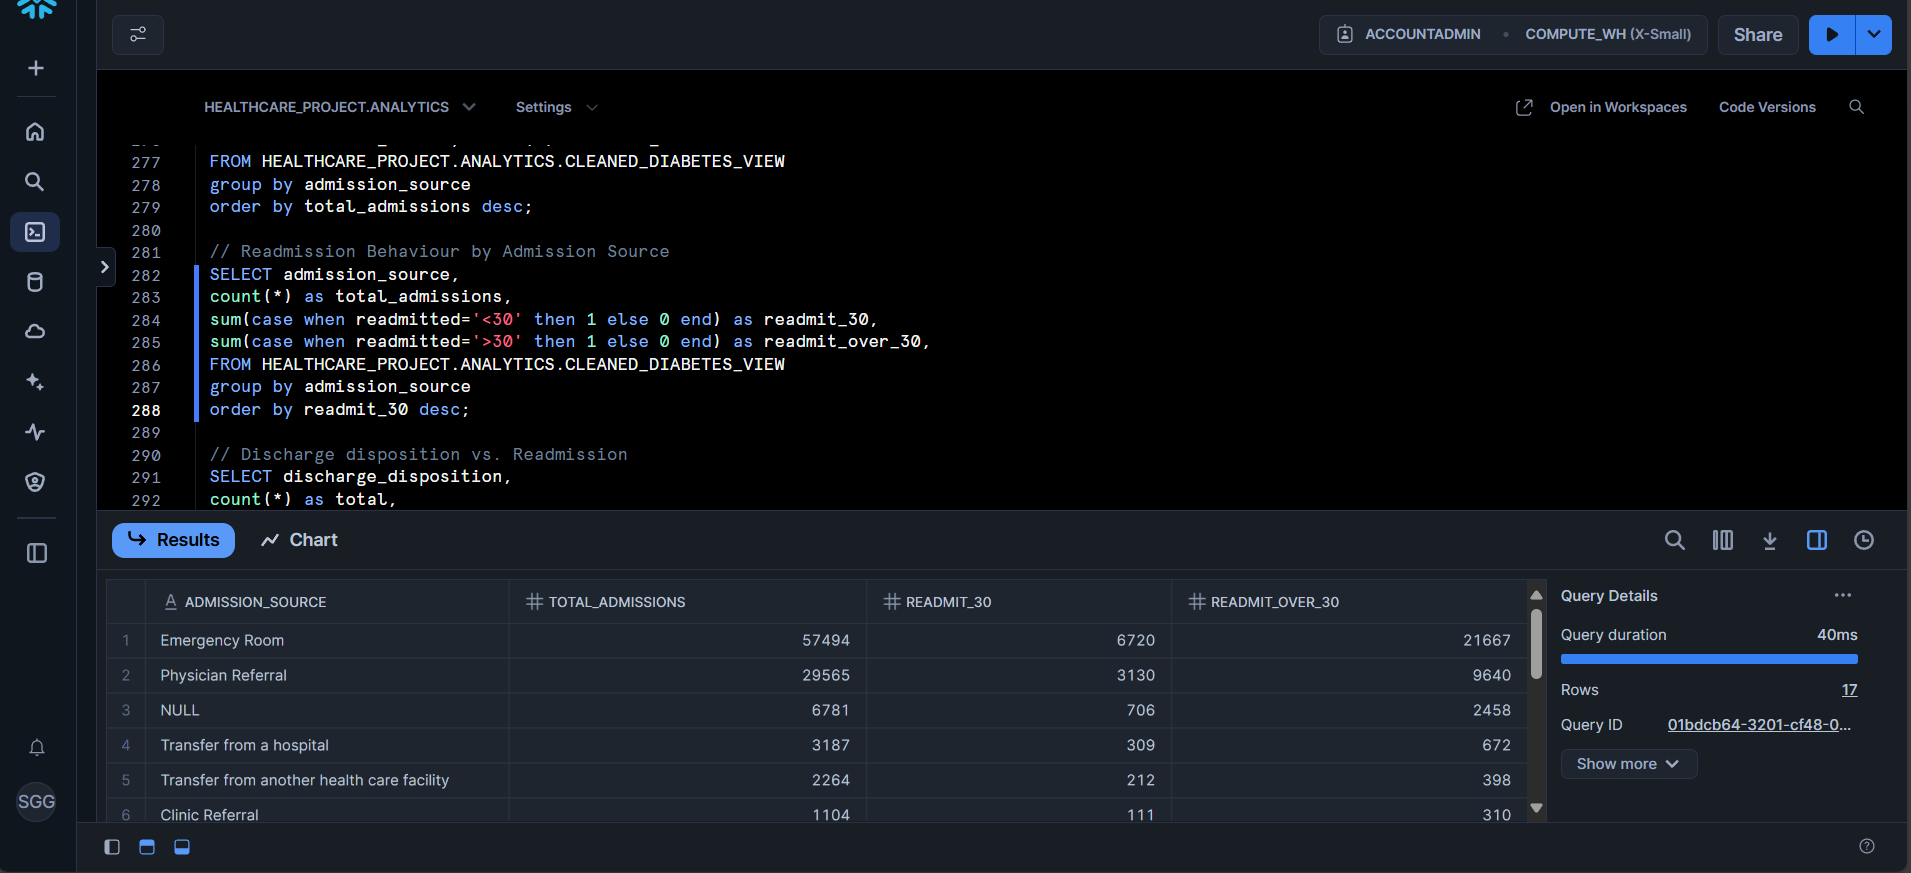 ACCOUNTADMIN • COMPUTE_WH (X-Small)
Share
HEALTHCARE_PROJECT.ANALYTICS
Settings
Open in Workspaces
Code Versions
277 FROM HEALTHCARE_PROJECT.ANALYTICS.CLEANED_DIABETES_VIEW
278 group by admission_source
279 order by total_admissions desc;
280
281 // Readmission Behaviour by Admission Source
282 SELECT admission_source,
283 count(*) as total_admissions,
284 sum(case when readmitted='<30' then 1 else 0 end) as readmit_30,
285 sum(case when readmitted='>30' then 1 else 0 end) as readmit_over_30,
286 FROM HEALTHCARE_PROJECT.ANALYTICS.CLEANED_DIABETES_VIEW
287 group by admission_source
288 order by readmit_30 desc;
289
290 // Discharge disposition vs. Readmission
291 SELECT discharge_disposition,
292 count(*) as total,
Results
Chart
ADMISSION_SOURCE TOTAL_ADMISSIONS READMIT_30 READMIT_OVER_30
1 Emergency Room 57494 6720 21667
2 Physician Referral 29565 3130 9640
3 NULL 6781 706 2458
4 Transfer from a hospital 3187 309 672
5 Transfer from another health care facility 2264 212 398
6 Clinic Referral 1104 111 310
Query Details
Query duration 40ms
Rows 17
Query ID 01bdcb64-3201-cf48-0...
Show more
SGG